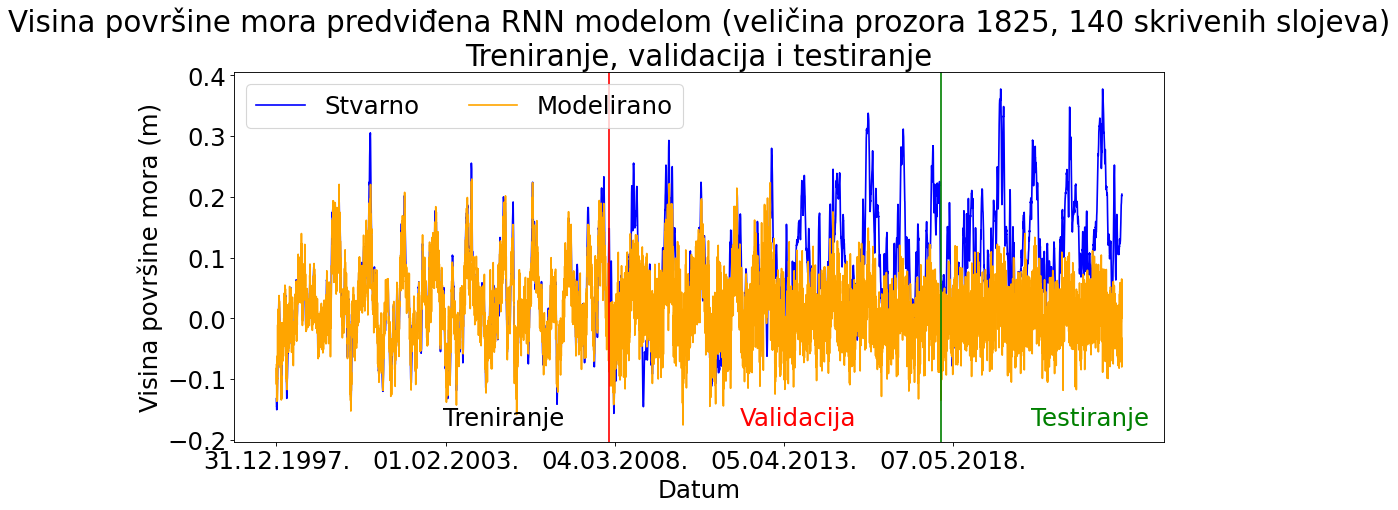 Visina površine mora predviđena RNN modelom (veličina prozora 1825, 140 skrivenih slojeva)
Treniranje, validacija i testiranje
Stvarno
Modelirano
Visina površine mora (m)
0.4
0.3
0.2
0.1
0.0
−0.1
−0.2
Treniranje
Validacija
Testiranje
31.12.1997.
01.02.2003.
04.03.2008.
05.04.2013.
07.05.2018.
Datum